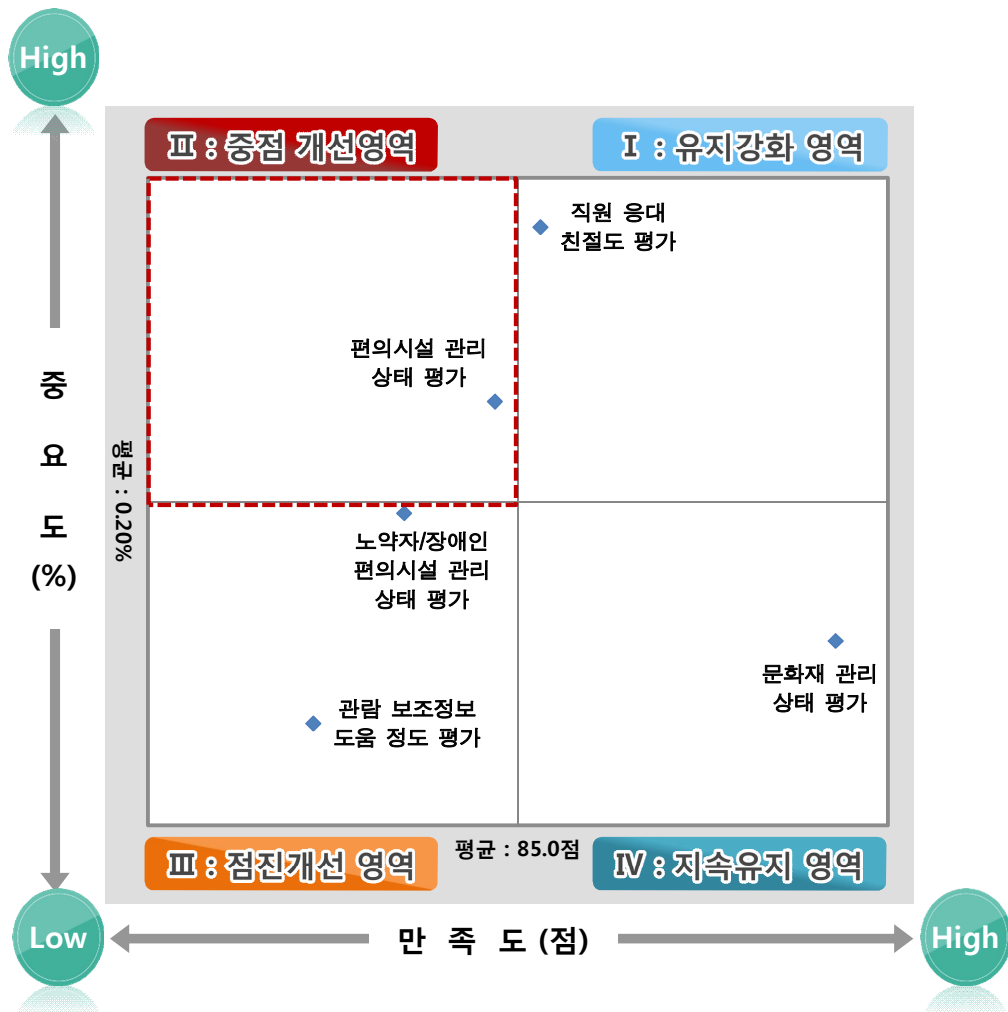 High
Ⅱ : 중점 개선영역
Ⅰ : 유지강화 영역
직원 응대
친절도 평가
편의시설 관리
상태 평가
중
요
도
(%)
평균 : 0.20%
노약자/장애인
편의시설 관리
상태 평가
문화재 관리
상태 평가
관람 보조정보
도움 정도 평가
Ⅲ : 점진개선 영역
평균 : 85.0점
Ⅳ : 지속유지 영역
Low
만 족 도 (점)
High